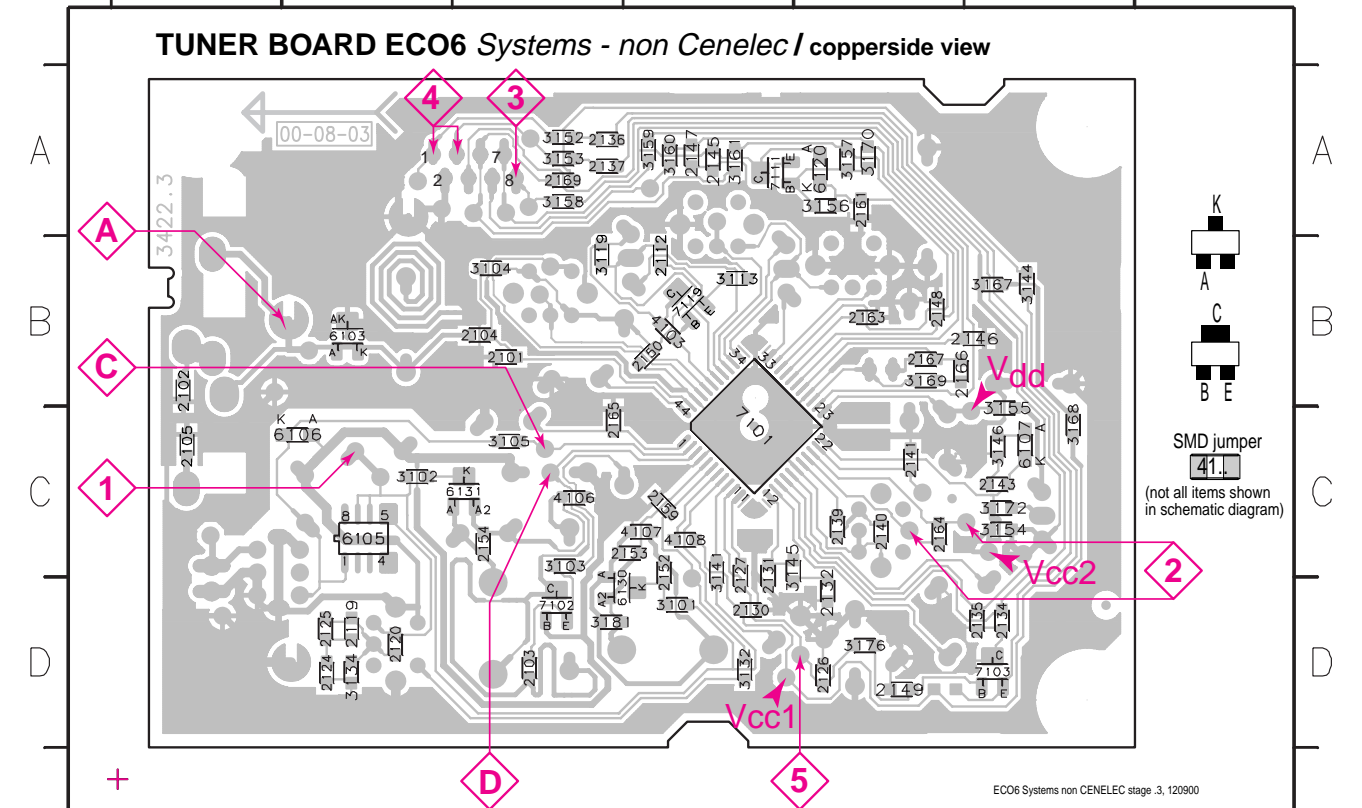 TUNER BOARD ECO6 Systems - non Cenelec / copperside view
4 3
00-08-03
3422.3
A A
1 7
2 8
3152 2136
3153 2137
2169
3158
3159 3160 2147 2145 3161
C 7111 E B
A 6120 K
3157 3170
3156 2161
A
3104
3119 2112
3113
C 7119 B E
4103
2150
3167 3144
2148
2163
2146
K
A
C
B E
B B
AK 6103 A K
2104
2101
2102
C
34 33
44 23
1 22
11 12
7101
2167
3169
2166
Vdd
3155
3168
2165
2105
K A
6106
3105
3102
K 6131 A A2
2154
4106
2159
4107
4108
2153
2152
2141
3146
6107 A K
2143
3172
3154
2139 2140 2164
SMD jumper
41..
(not all items shown
in schematic diagram)
C C
1
8 5
6105
1 4
Vcc2
2
3103
C 7102 B E
A A2 6130 K
3101
3181
3141 2127 2131 3145
2132
2130
2135 2134
2125 2119
2120
2124 3134
2103
3132
2126
3176
2149
C 7103 B E
D D
Vcc1
D
5
ECO6 Systems non CENELEC stage .3, 120900